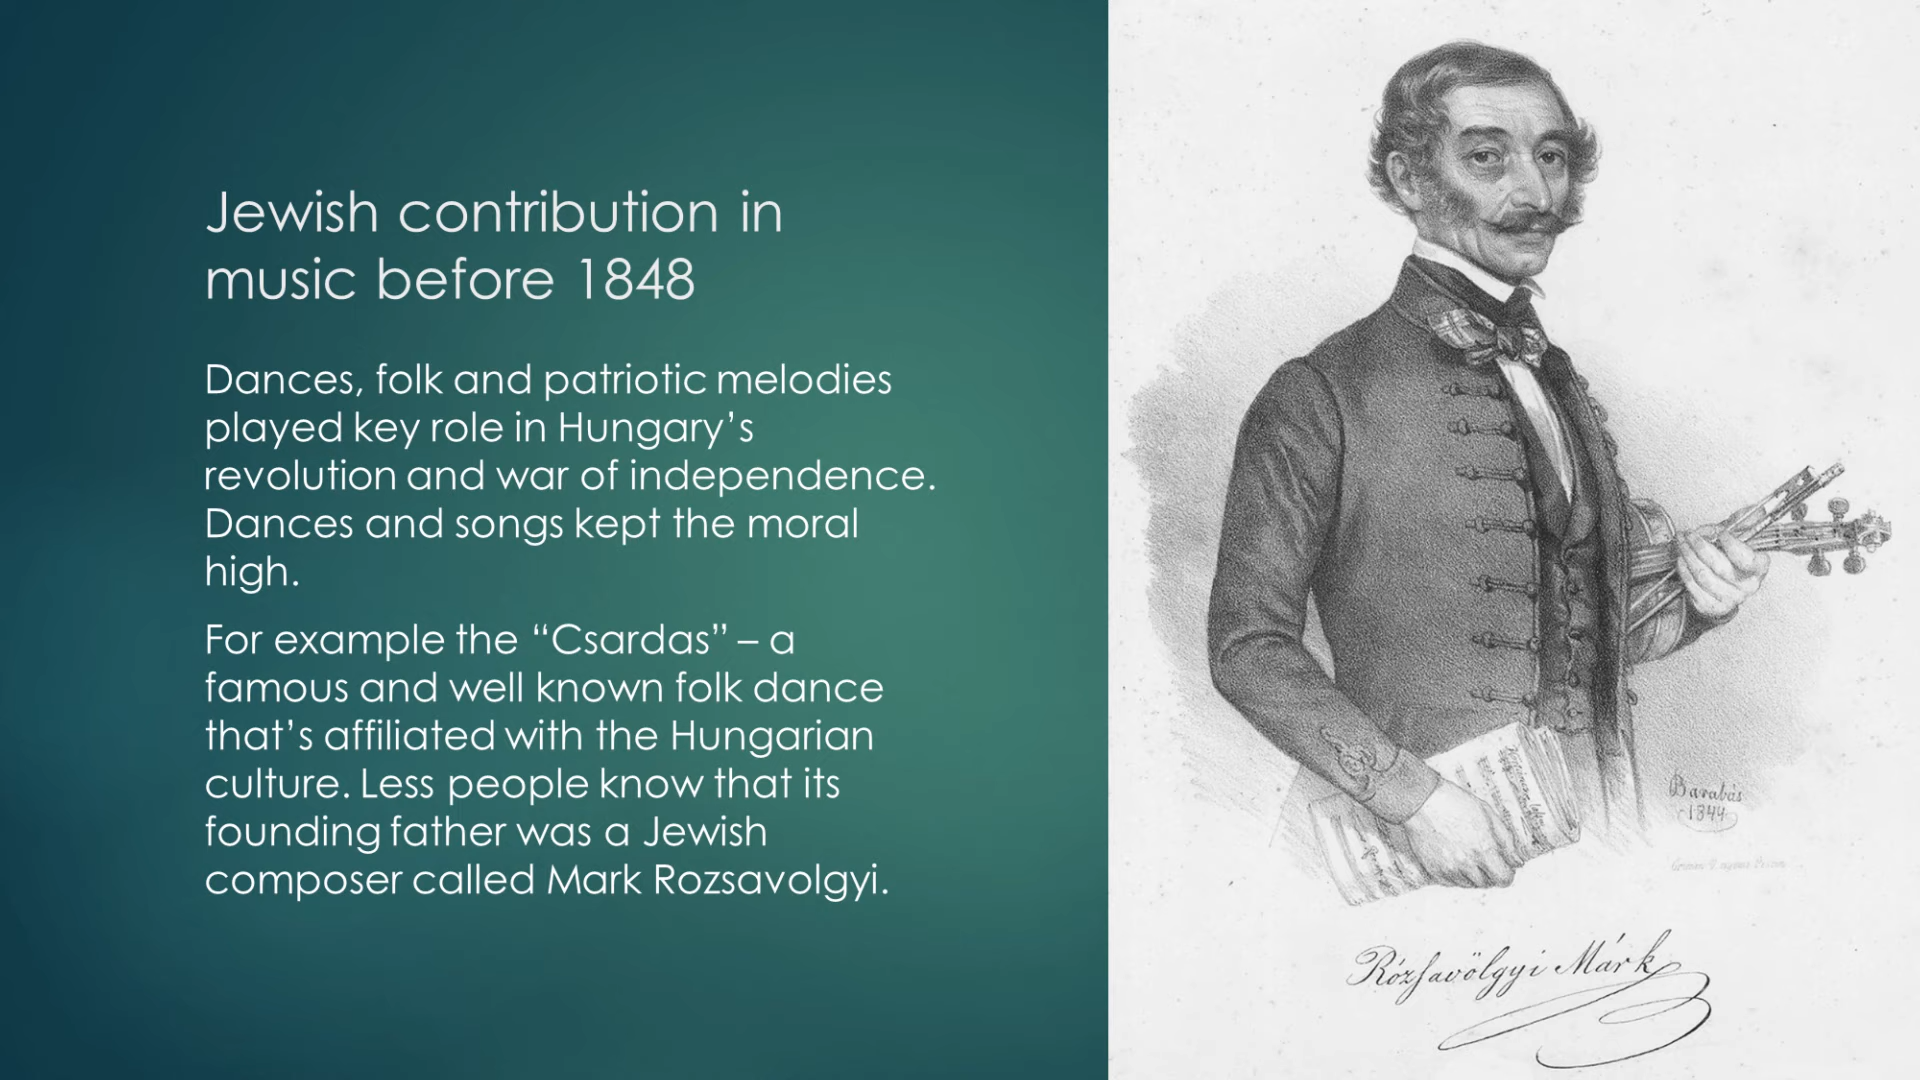 Jewish contribution in
music before 1848
Dances, folk and patriotic melodies
played key role in Hungary’s
revolution and war of independence.
Dances and songs kept the moral
high.
For example the “Csardas” – a
famous and well known folk dance
that’s affiliated with the Hungarian
culture. Less people know that its
founding father was a Jewish
composer called Mark Rozsavolgyi.
Barabás
1844
Rózsavölgyi Márk